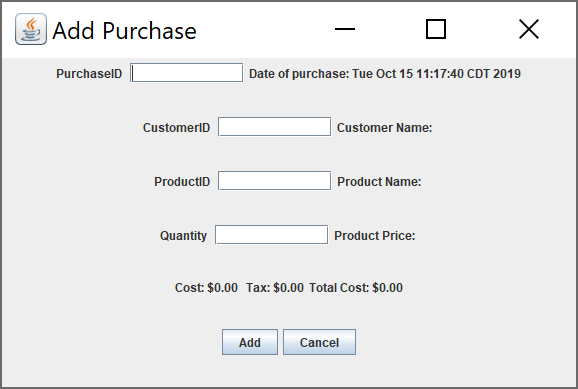 Add Purchase
PurchaseID Date of purchase: Tue Oct 15 11:17:40 CDT 2019
CustomerID Customer Name:
ProductID Product Name:
Quantity Product Price:
Cost: $0.00 Tax: $0.00 Total Cost: $0.00
Add Cancel